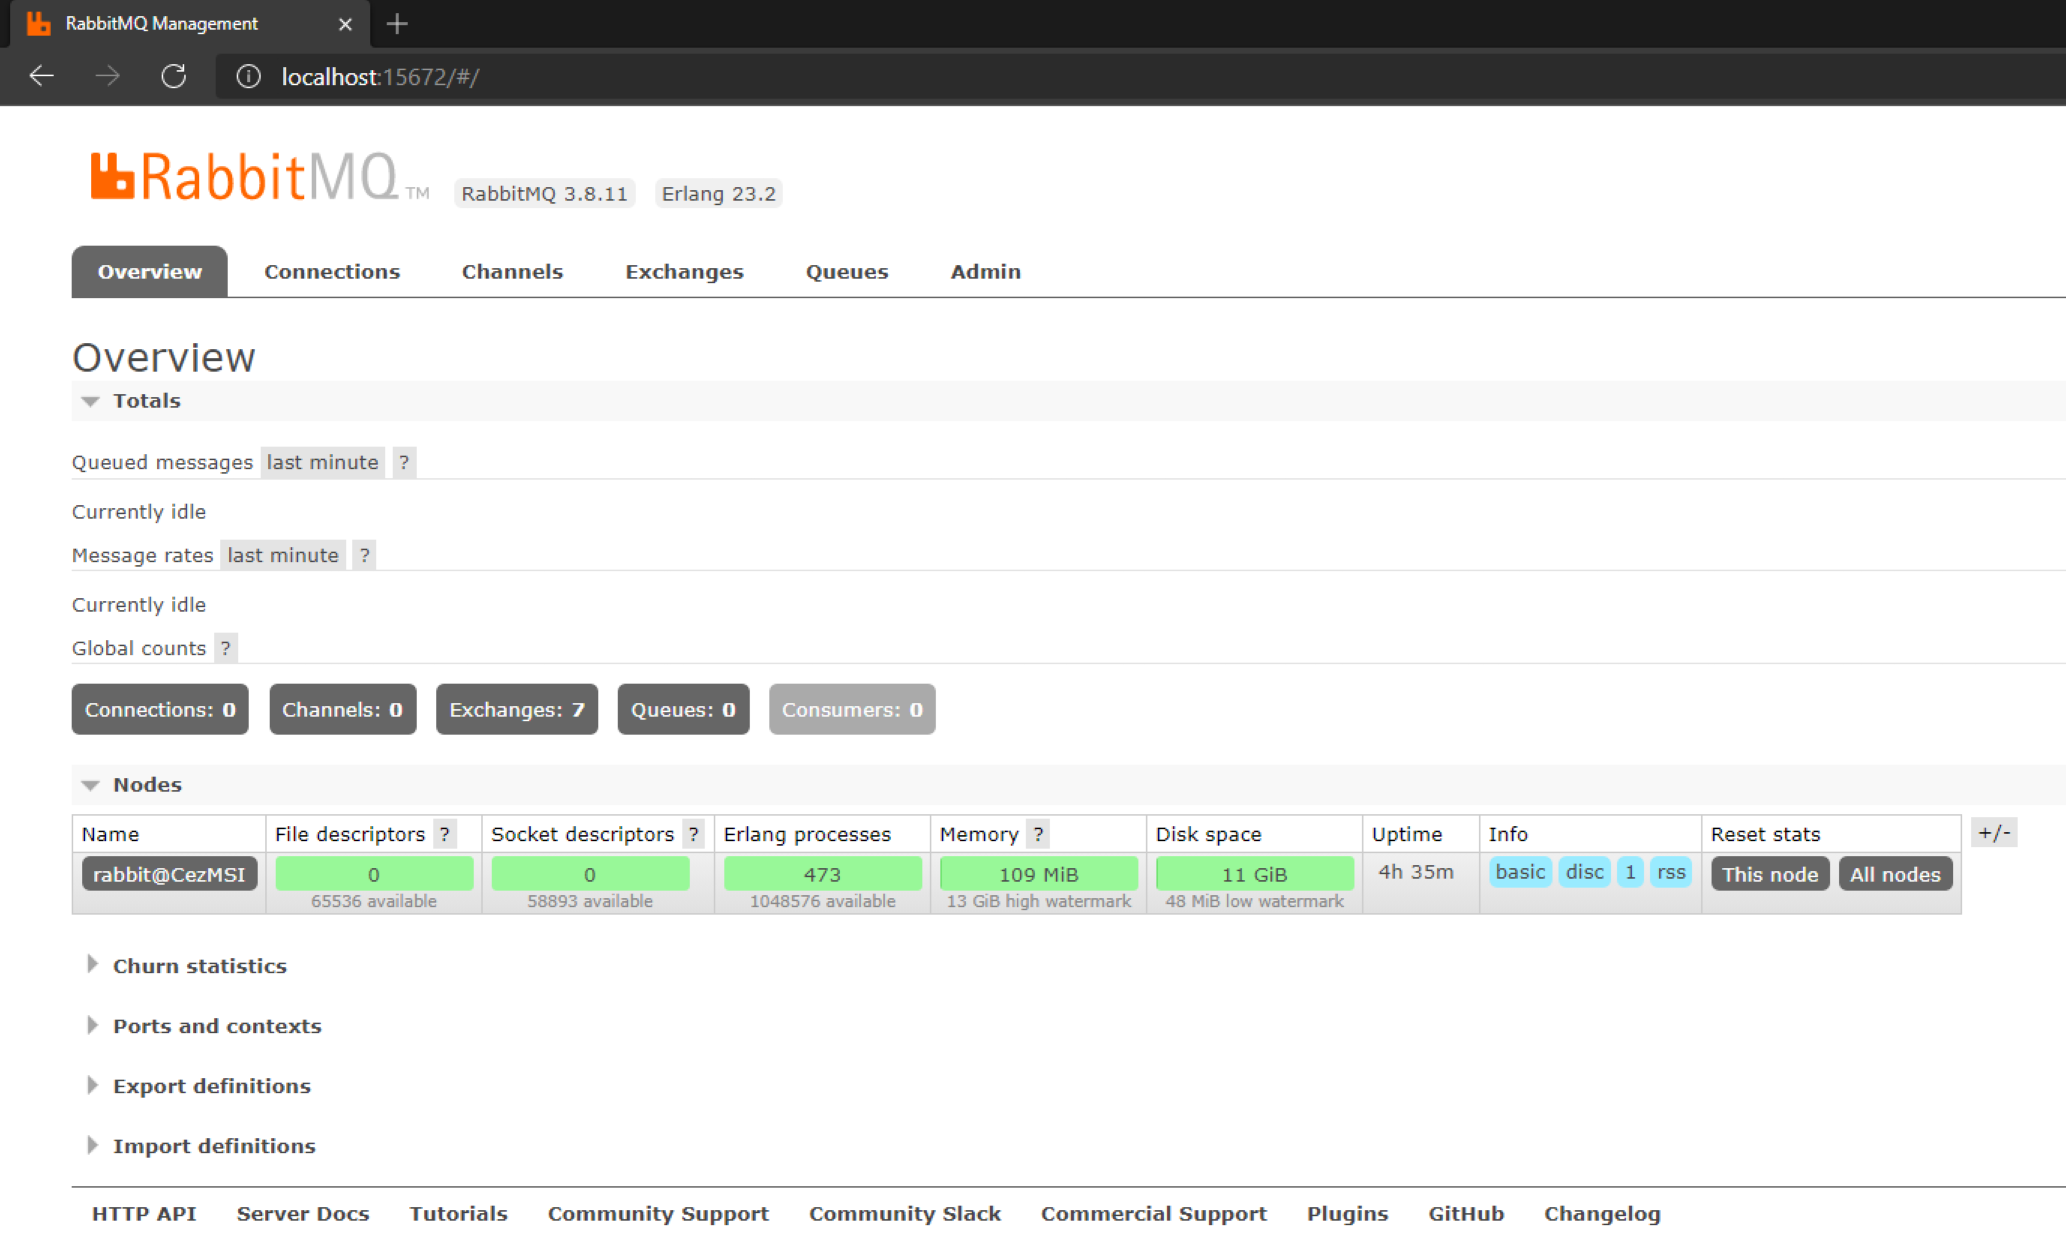 RabbitMQ Management
localhost:15672/#/
RabbitMQ TM RabbitMQ 3.8.11 Erlang 23.2
Overview Connections Channels Exchanges Queues Admin
Overview
Totals
Queued messages last minute ?
Currently idle
Message rates last minute ?
Currently idle
Global counts ?
Connections: 0 Channels: 0 Exchanges: 7 Queues: 0 Consumers: 0
Nodes
Name File descriptors ? Socket descriptors ? Erlang processes Memory ? Disk space Uptime Info Reset stats +/-
rabbit@CezMSI 0 0 473 109 MiB 11 GiB 4h 35m basic disc 1 rss This node All nodes
65536 available 58893 available 1048576 available 13 GiB high watermark 48 MiB low watermark
Churn statistics
Ports and contexts
Export definitions
Import definitions
HTTP API Server Docs Tutorials Community Support Community Slack Commercial Support Plugins GitHub Changelog